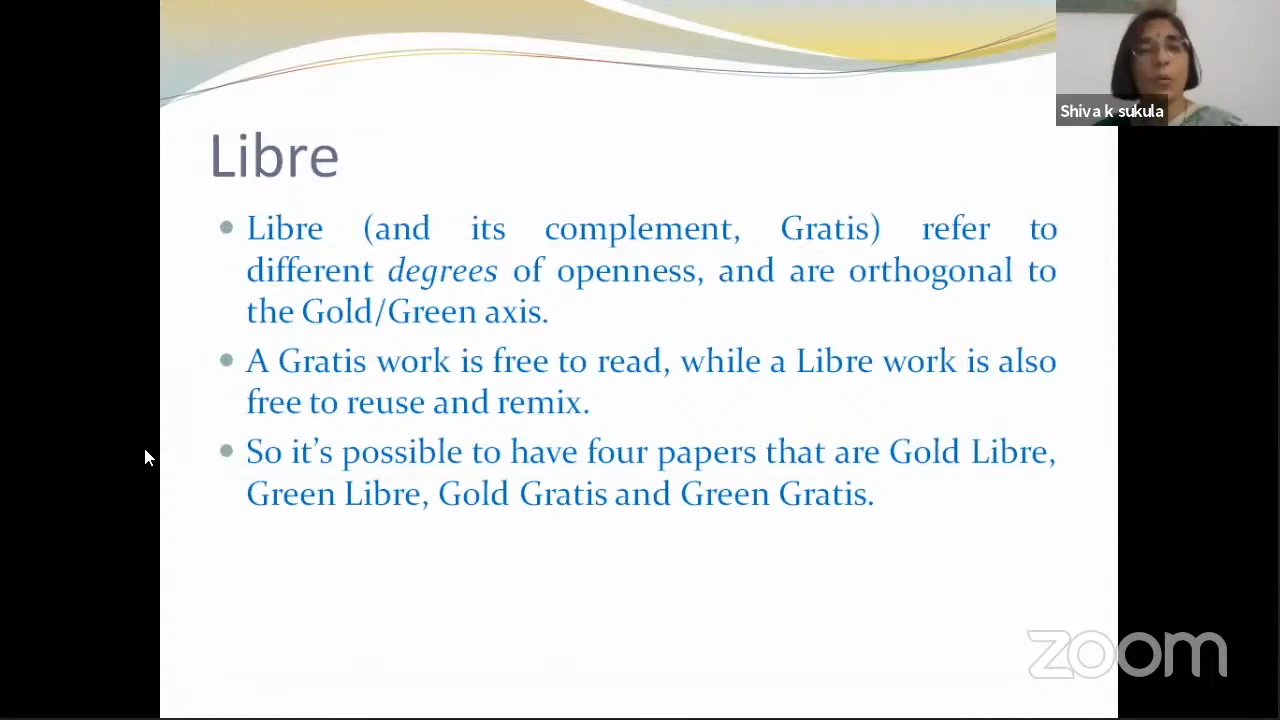 Shiva k sukula
Libre
Libre (and its complement, Gratis) refer to
different degrees of openness, and are orthogonal to
the Gold/Green axis.
A Gratis work is free to read, while a Libre work is also
free to reuse and remix.
So it’s possible to have four papers that are Gold Libre,
Green Libre, Gold Gratis and Green Gratis.
zoom